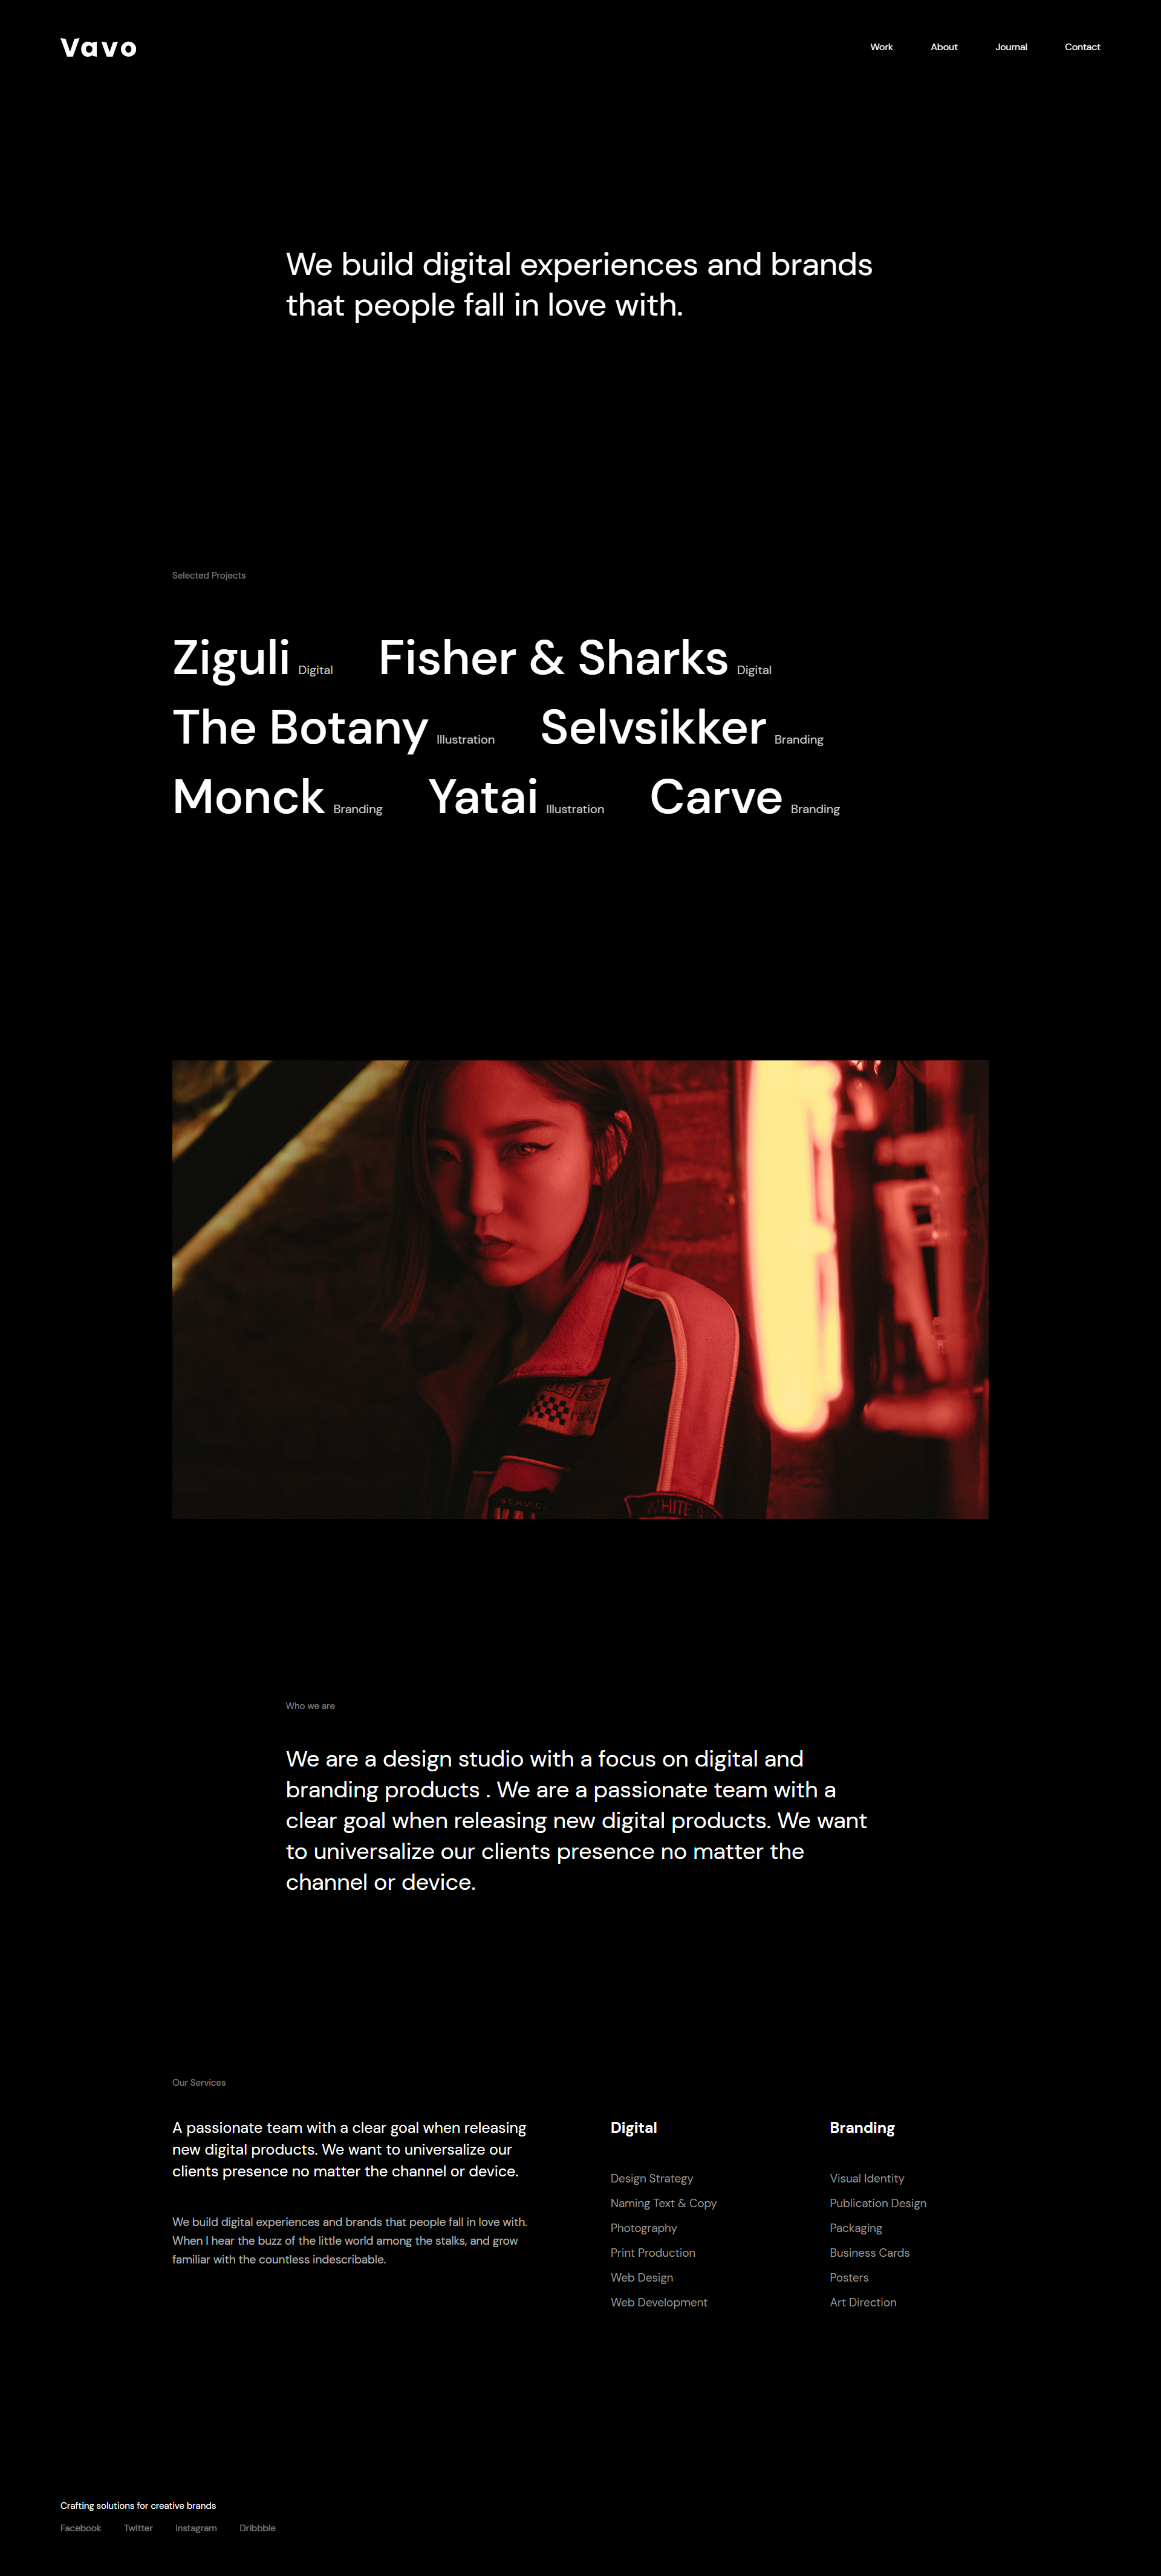 Vavo
Work About Journal Contact
We build digital experiences and brands
that people fall in love with.
Selected Projects
Ziguli Digital Fisher & Sharks Digital
The Botany Illustration Selvsikker Branding
Monck Branding Yatai Illustration Carve Branding
WHITE
Who we are
We are a design studio with a focus on digital and
branding products . We are a passionate team with a
clear goal when releasing new digital products. We want
to universalize our clients presence no matter the
channel or device.
Our Services
A passionate team with a clear goal when releasing
new digital products. We want to universalize our
clients presence no matter the channel or device.
We build digital experiences and brands that people fall in love with.
When I hear the buzz of the little world among the stalks, and grow
familiar with the countless indescribable.
Digital
Design Strategy
Naming Text & Copy
Photography
Print Production
Web Design
Web Development
Branding
Visual Identity
Publication Design
Packaging
Business Cards
Posters
Art Direction
Crafting solutions for creative brands
Facebook Twitter Instagram Dribbble